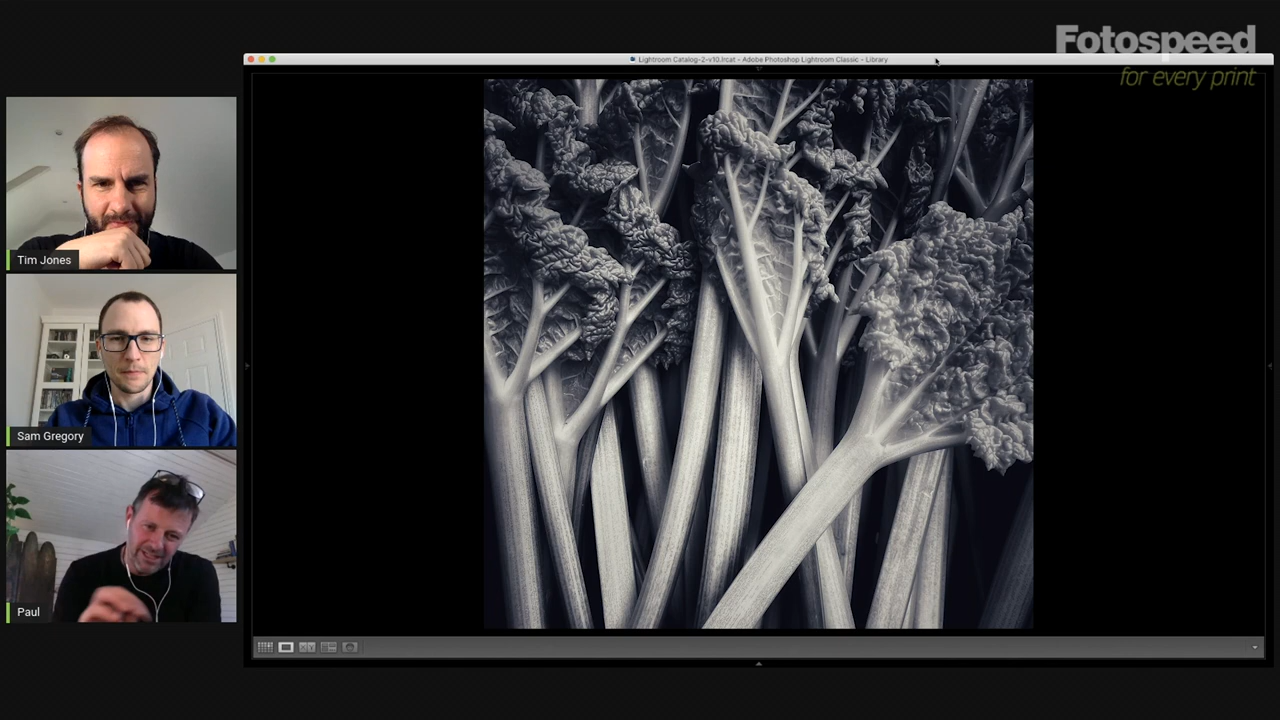 Fotospeed
for every print
Lightroom Catalog-2-v10.lrcat - Adobe Photoshop Lightroom Classic - Library
Tim Jones
Sam Gregory
Paul